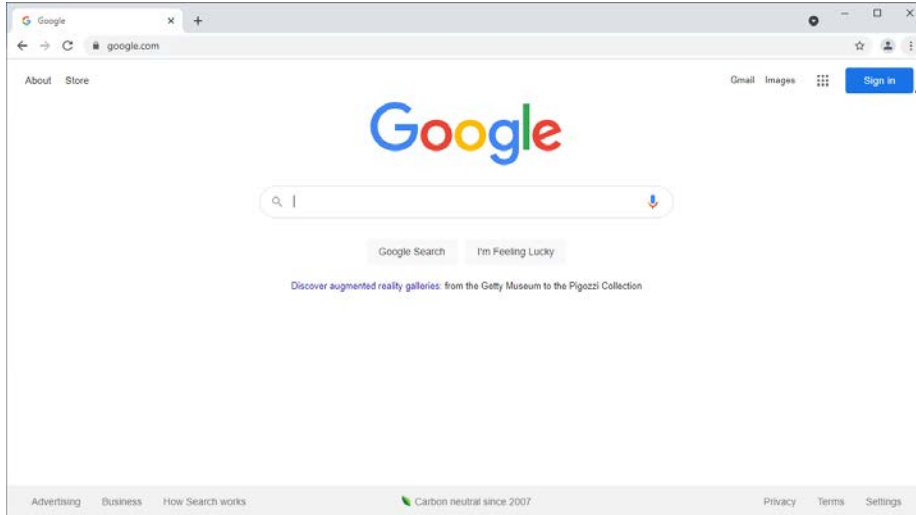 Google
google.com
About Store Gmail Images Sign in
Google
Google Search I'm Feeling Lucky
Discover augmented reality galleries: from the Getty Museum to the Pigozzi Collection
Advertising Business How Search works Carbon neutral since 2007 Privacy Terms Settings